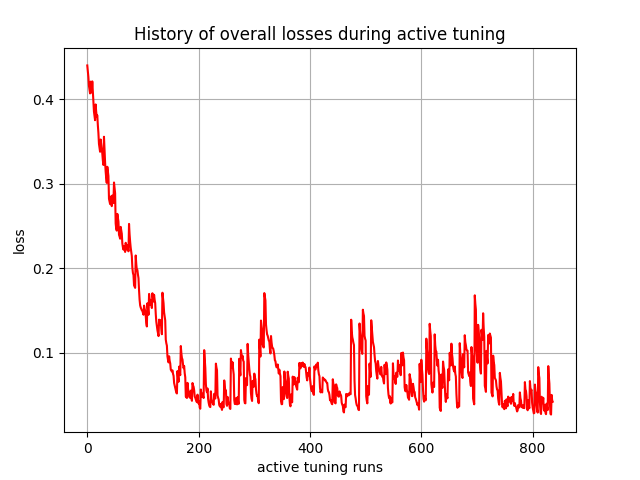 History of overall losses during active tuning
0.4
0.3
0.2
0.1
loss
0 200 400 600 800
active tuning runs